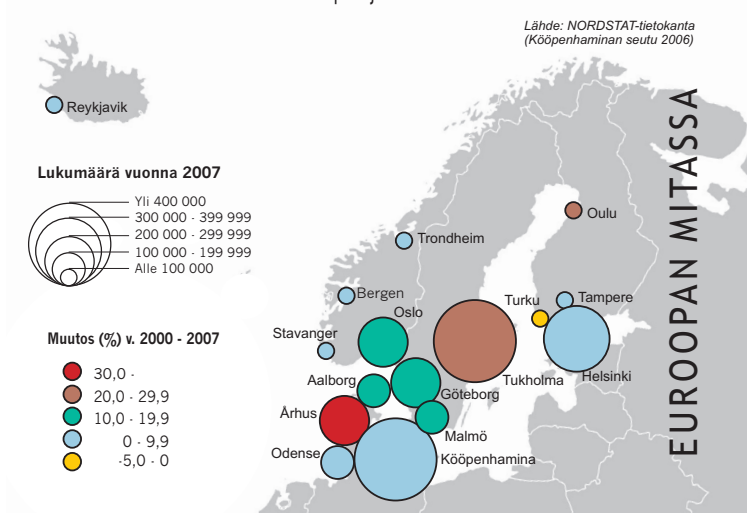 Lähde: NORDSTAT-tietokanta
(Kööpenhaminan seutu 2006)
EUROOPAN MITASSA
Reykjavik
Lukumäärä vuonna 2007
Yli 400 000
300 000 - 399 999
200 000 - 299 999
100 000 - 199 999
Alle 100 000
Oulu
Trondheim
Bergen
Turku
Tampere
Oslo
Stavanger
Muutos (%) v. 2000 - 2007
30,0 -
20,0 - 29,9
10,0 - 19,9
0 - 9,9
-5,0 - 0
Aalborg
Tukholma
Helsinki
Göteborg
Århus
Malmö
Odense
Kööpenhamina